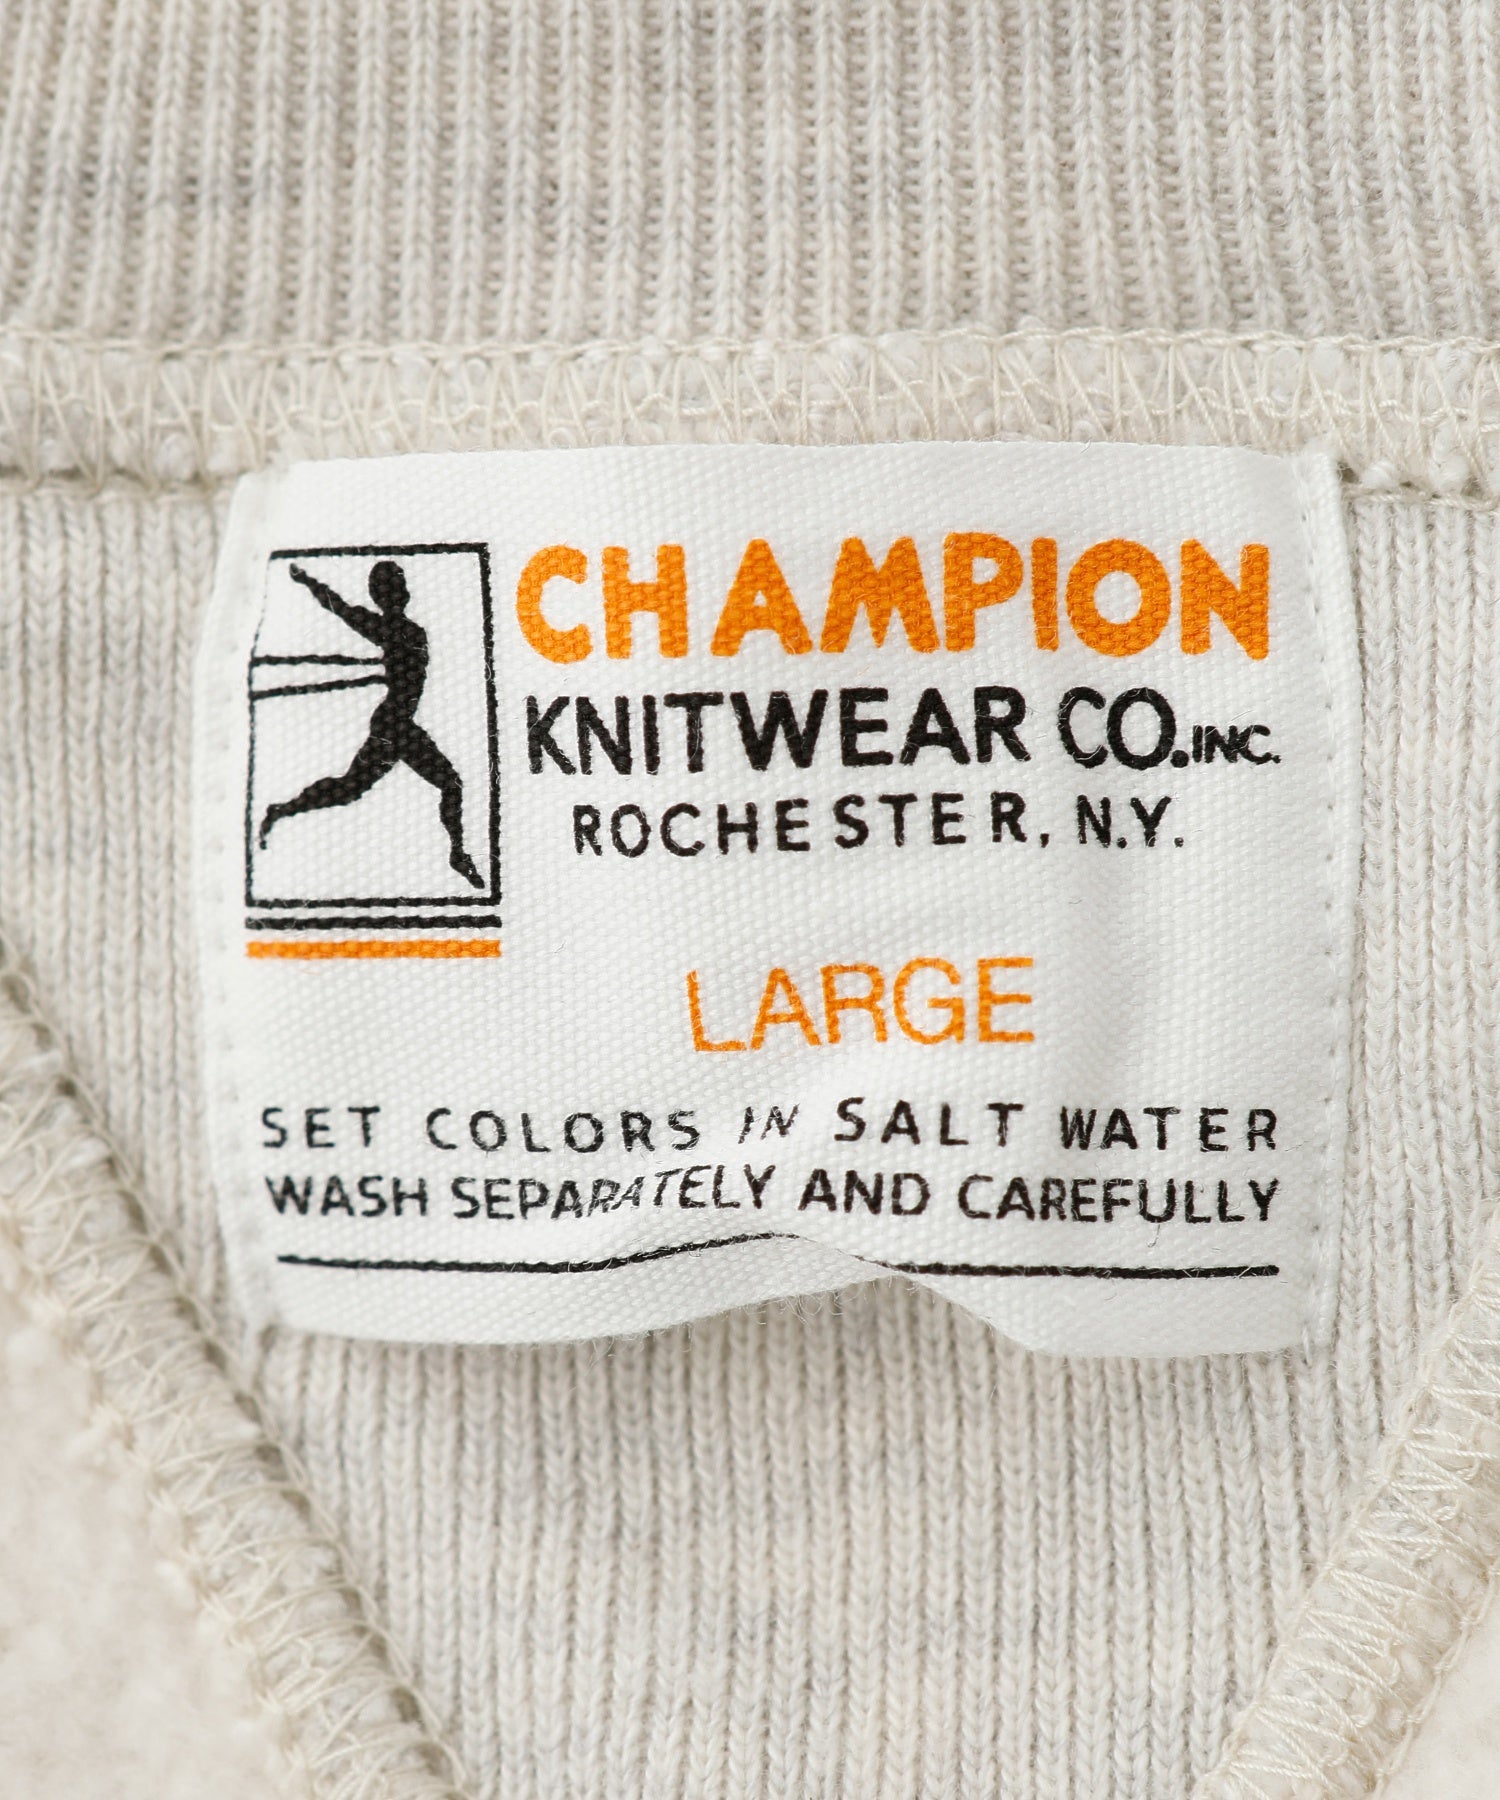 CHAMPION
KNITWEAR CO.INC.
ROCHESTER, N.Y.
LARGE
SET COLORS IN SALT WATER
WASH SEPARATELY AND CAREFULLY